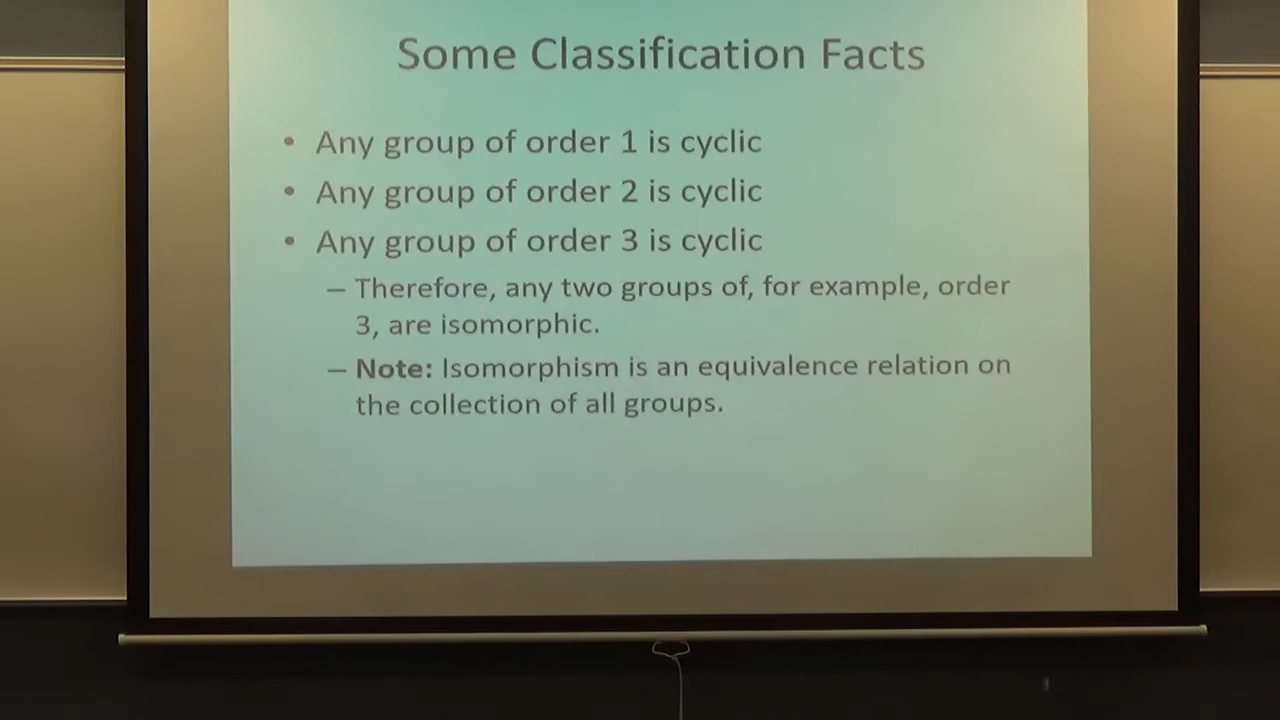 Some Classification Facts
• Any group of order 1 is cyclic
• Any group of order 2 is cyclic
• Any group of order 3 is cyclic
– Therefore, any two groups of, for example, order
3, are isomorphic.
– Note: Isomorphism is an equivalence relation on
the collection of all groups.